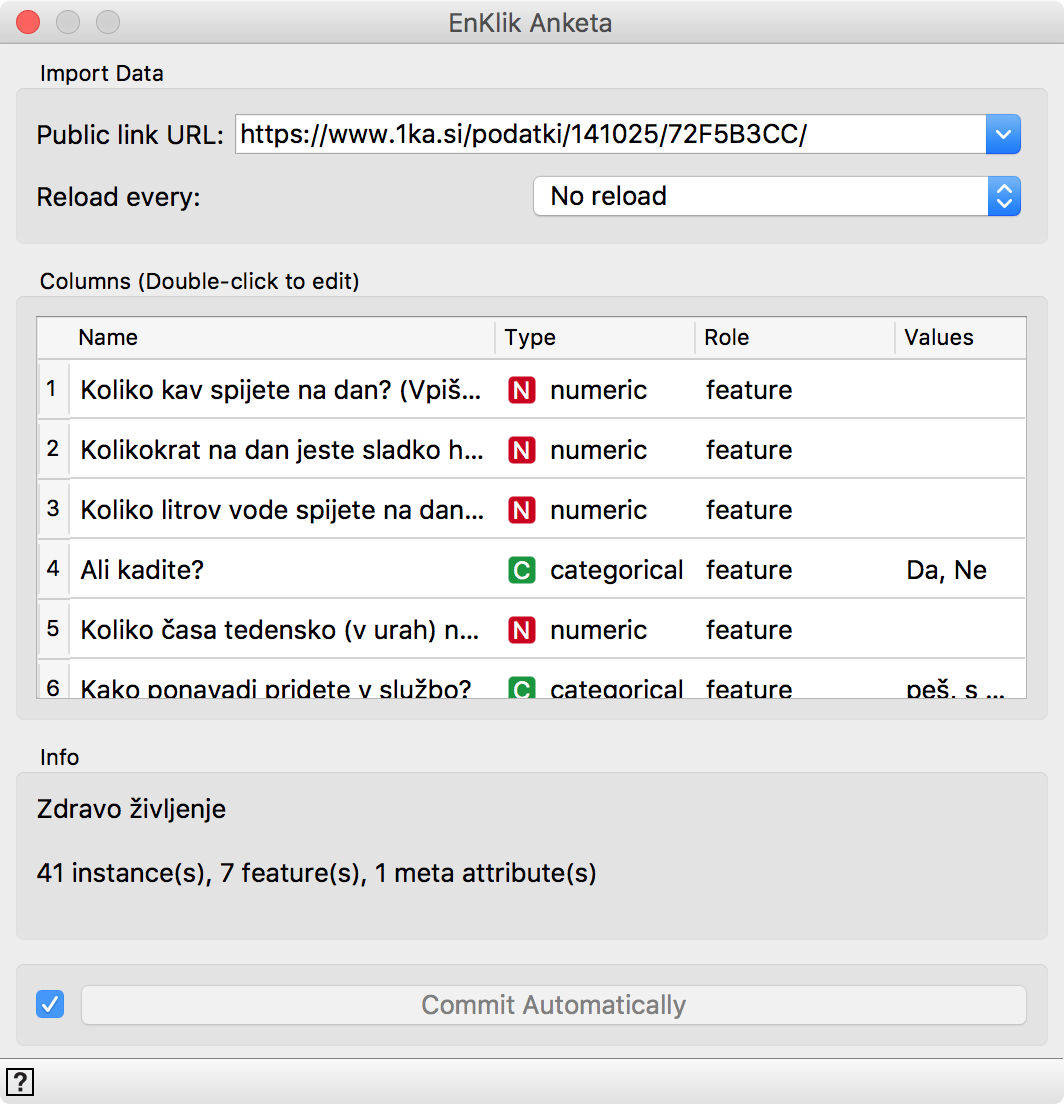 EnKlik Anketa
Import Data
Public link URL: https://www.1ka.si/podatki/141025/72F5B3CC/
Reload every: No reload
Columns (Double-click to edit)
Name Type Role Values
1 Koliko kav spijete na dan? (Vpiš... N numeric feature
2 Kolikokrat na dan jeste sladko h... N numeric feature
3 Koliko litrov vode spijete na dan... N numeric feature
4 Ali kadite? C categorical feature Da, Ne
5 Koliko časa tedensko (v urah) n... N numeric feature
6 Kako ponavadi pridete v službo? C categorical feature peš, s ...
Info
Zdravo življenje
41 instance(s), 7 feature(s), 1 meta attribute(s)
Commit Automatically
?